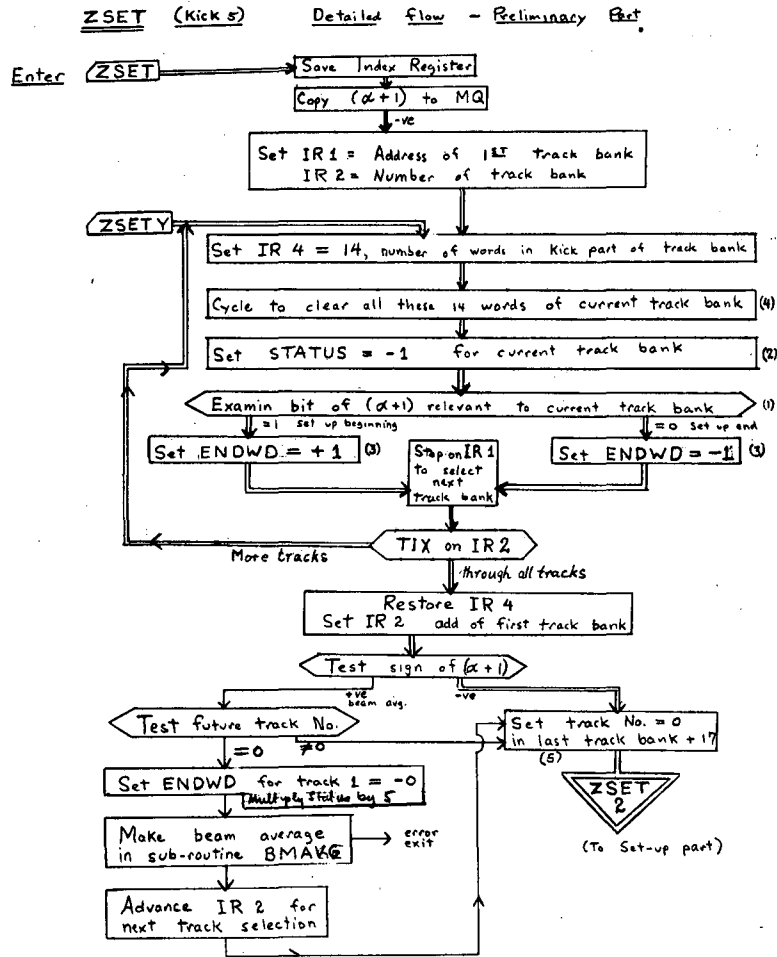 ZSET (Kick 5) Detailed flow - Preliminary Part.
Enter ZSET
Save Index Register
Copy (α+1) to MQ
-ve
Set IR 1 = Address of 1ST track bank
IR 2 = Number of track bank
ZSETY
Set IR 4 = 14, number of words in Kick part of track bank
Cycle to clear all these 14 words of current track bank (4)
Set STATUS = -1 for current track bank (2)
Examin bit of (α+1) relevant to current track bank (1)
=1 Set up beginning
=0 Set up end
Set ENDWD = +1 (3)
Step on IR 1
to select
next
track bank
Set ENDWD = -1 (3)
TIX on IR 2
More tracks
through all tracks
Restore IR 4
Set IR 2 add of first track bank
Test sign of (α+1)
+ve
beam avg.
-ve
Test future track No.
=0
≠0
Set track No. = 0
in last track bank + 17
(5)
Set ENDWD for track 1 = -0
Multiply Status by 5
ZSET
2
(To Set-up part)
Make beam average
in sub-routine BMAVG
error
exit
Advance IR 2 for
next track selection